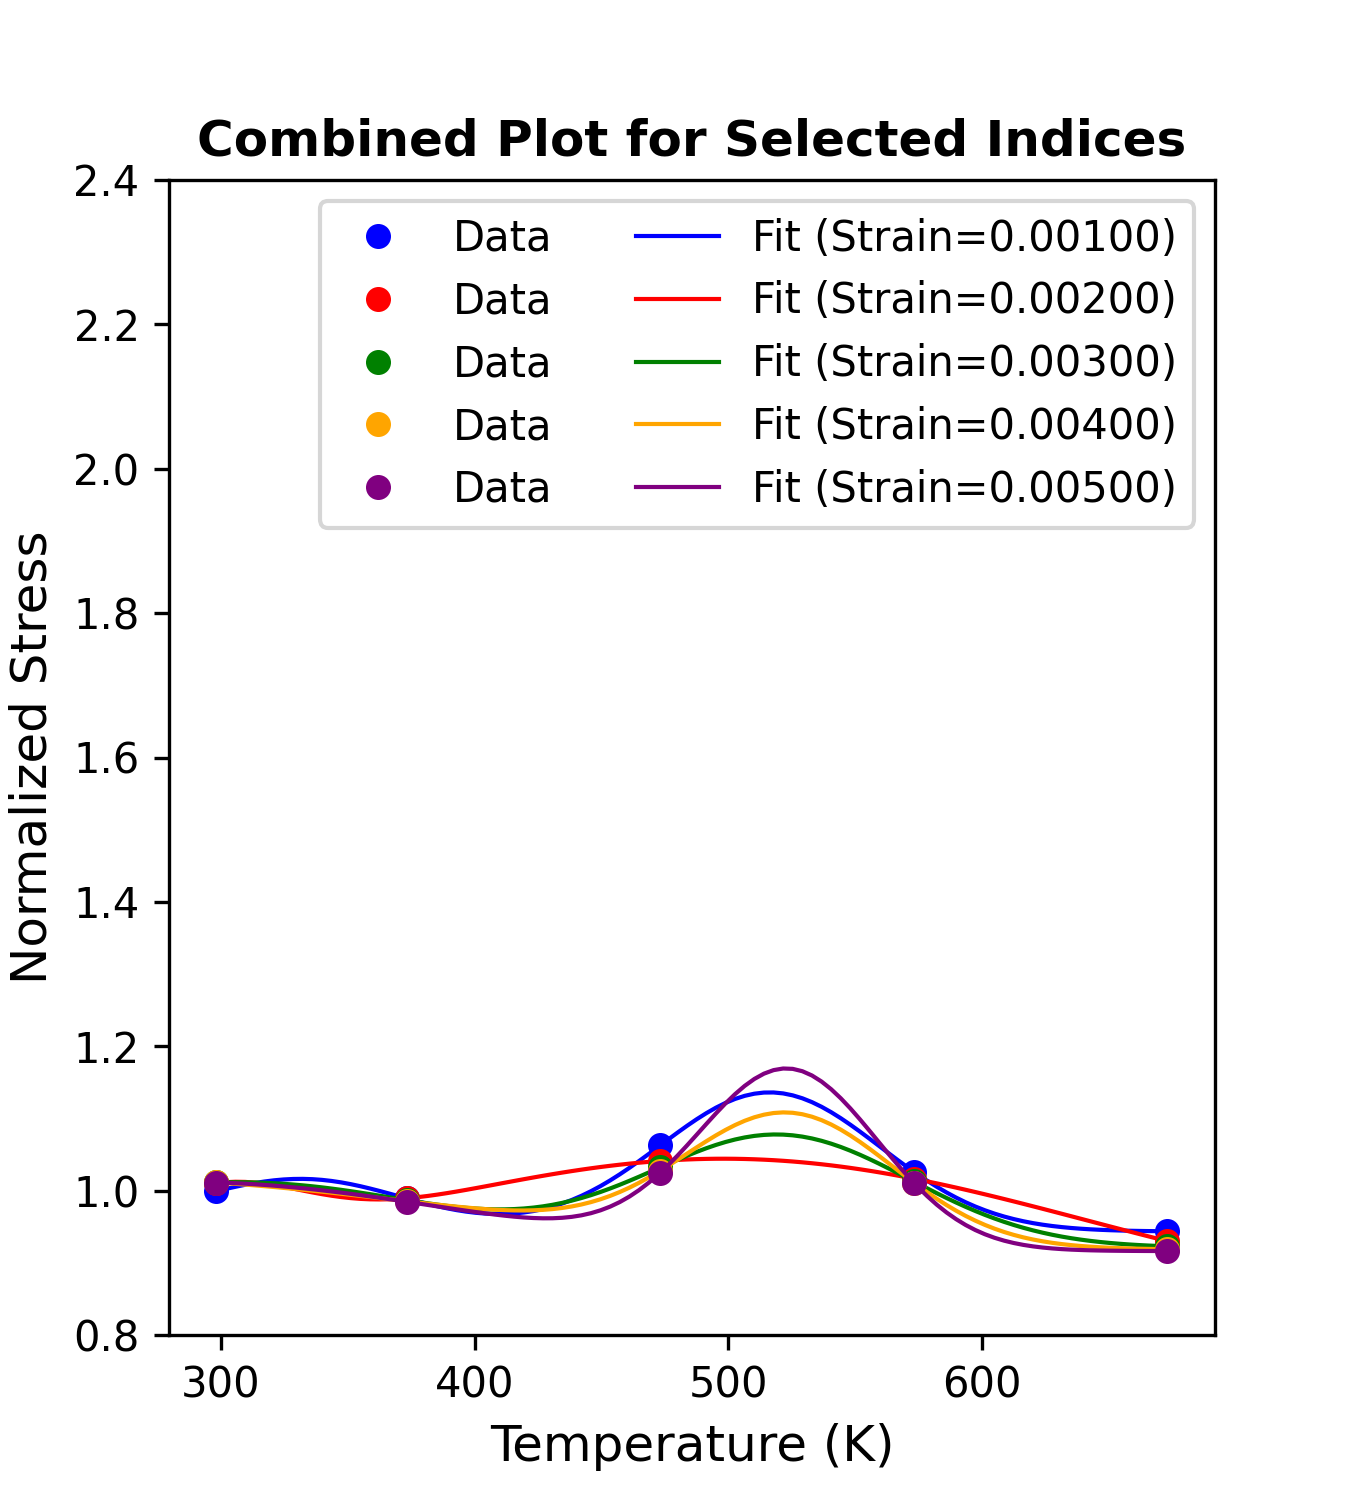 Combined Plot for Selected Indices
2.4
2.2
2.0
1.8
1.6
1.4
1.2
1.0
0.8
Normalized Stress
Data Fit (Strain=0.00100)
Data Fit (Strain=0.00200)
Data Fit (Strain=0.00300)
Data Fit (Strain=0.00400)
Data Fit (Strain=0.00500)
300 400 500 600
Temperature (K)